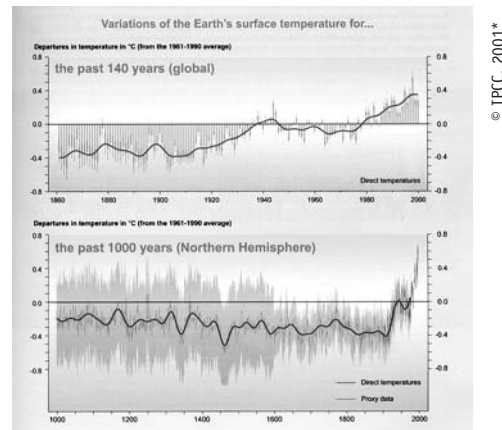 Variations of the Earth's surface temperature for...
Departures in temperature in °C (from the 1961-1990 average)
the past 140 years (global)
0.8 0.8
0.4 0.4
0.0 0.0
-0.4 -0.4
-0.8 -0.8
Direct temperatures
1860 1880 1900 1920 1940 1960 1980 2000
Departures in temperature in °C (from the 1961-1990 average)
the past 1000 years (Northern Hemisphere)
0.8 0.8
0.4 0.4
0.0 0.0
-0.4 -0.4
-0.8 -0.8
Direct temperatures
Proxy data
1000 1200 1400 1600 1800 2000
© IPCC, 2001*